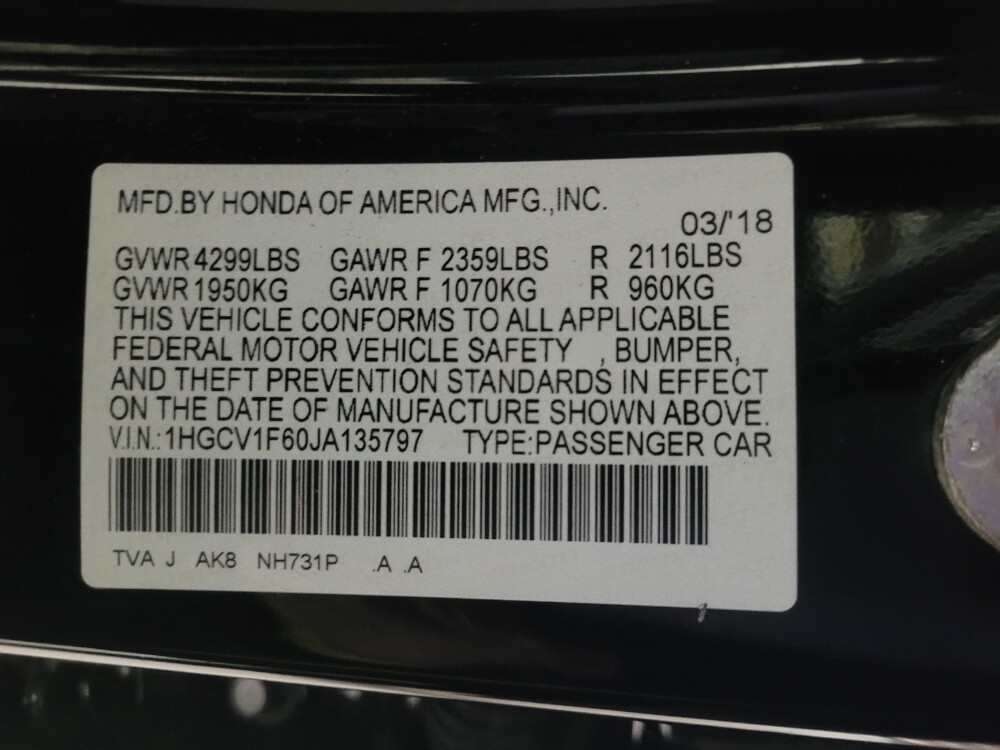 MFD.BY HONDA OF AMERICA MFG.,INC.
03/'18
GVWR 4299LBS GAWR F 2359LBS R 2116LBS
GVWR 1950KG GAWR F 1070KG R 960KG
THIS VEHICLE CONFORMS TO ALL APPLICABLE
FEDERAL MOTOR VEHICLE SAFETY , BUMPER,
AND THEFT PREVENTION STANDARDS IN EFFECT
ON THE DATE OF MANUFACTURE SHOWN ABOVE.
V.I.N.:1HGCV1F60JA135797 TYPE:PASSENGER CAR
TVA J AK8 NH731P .A .A